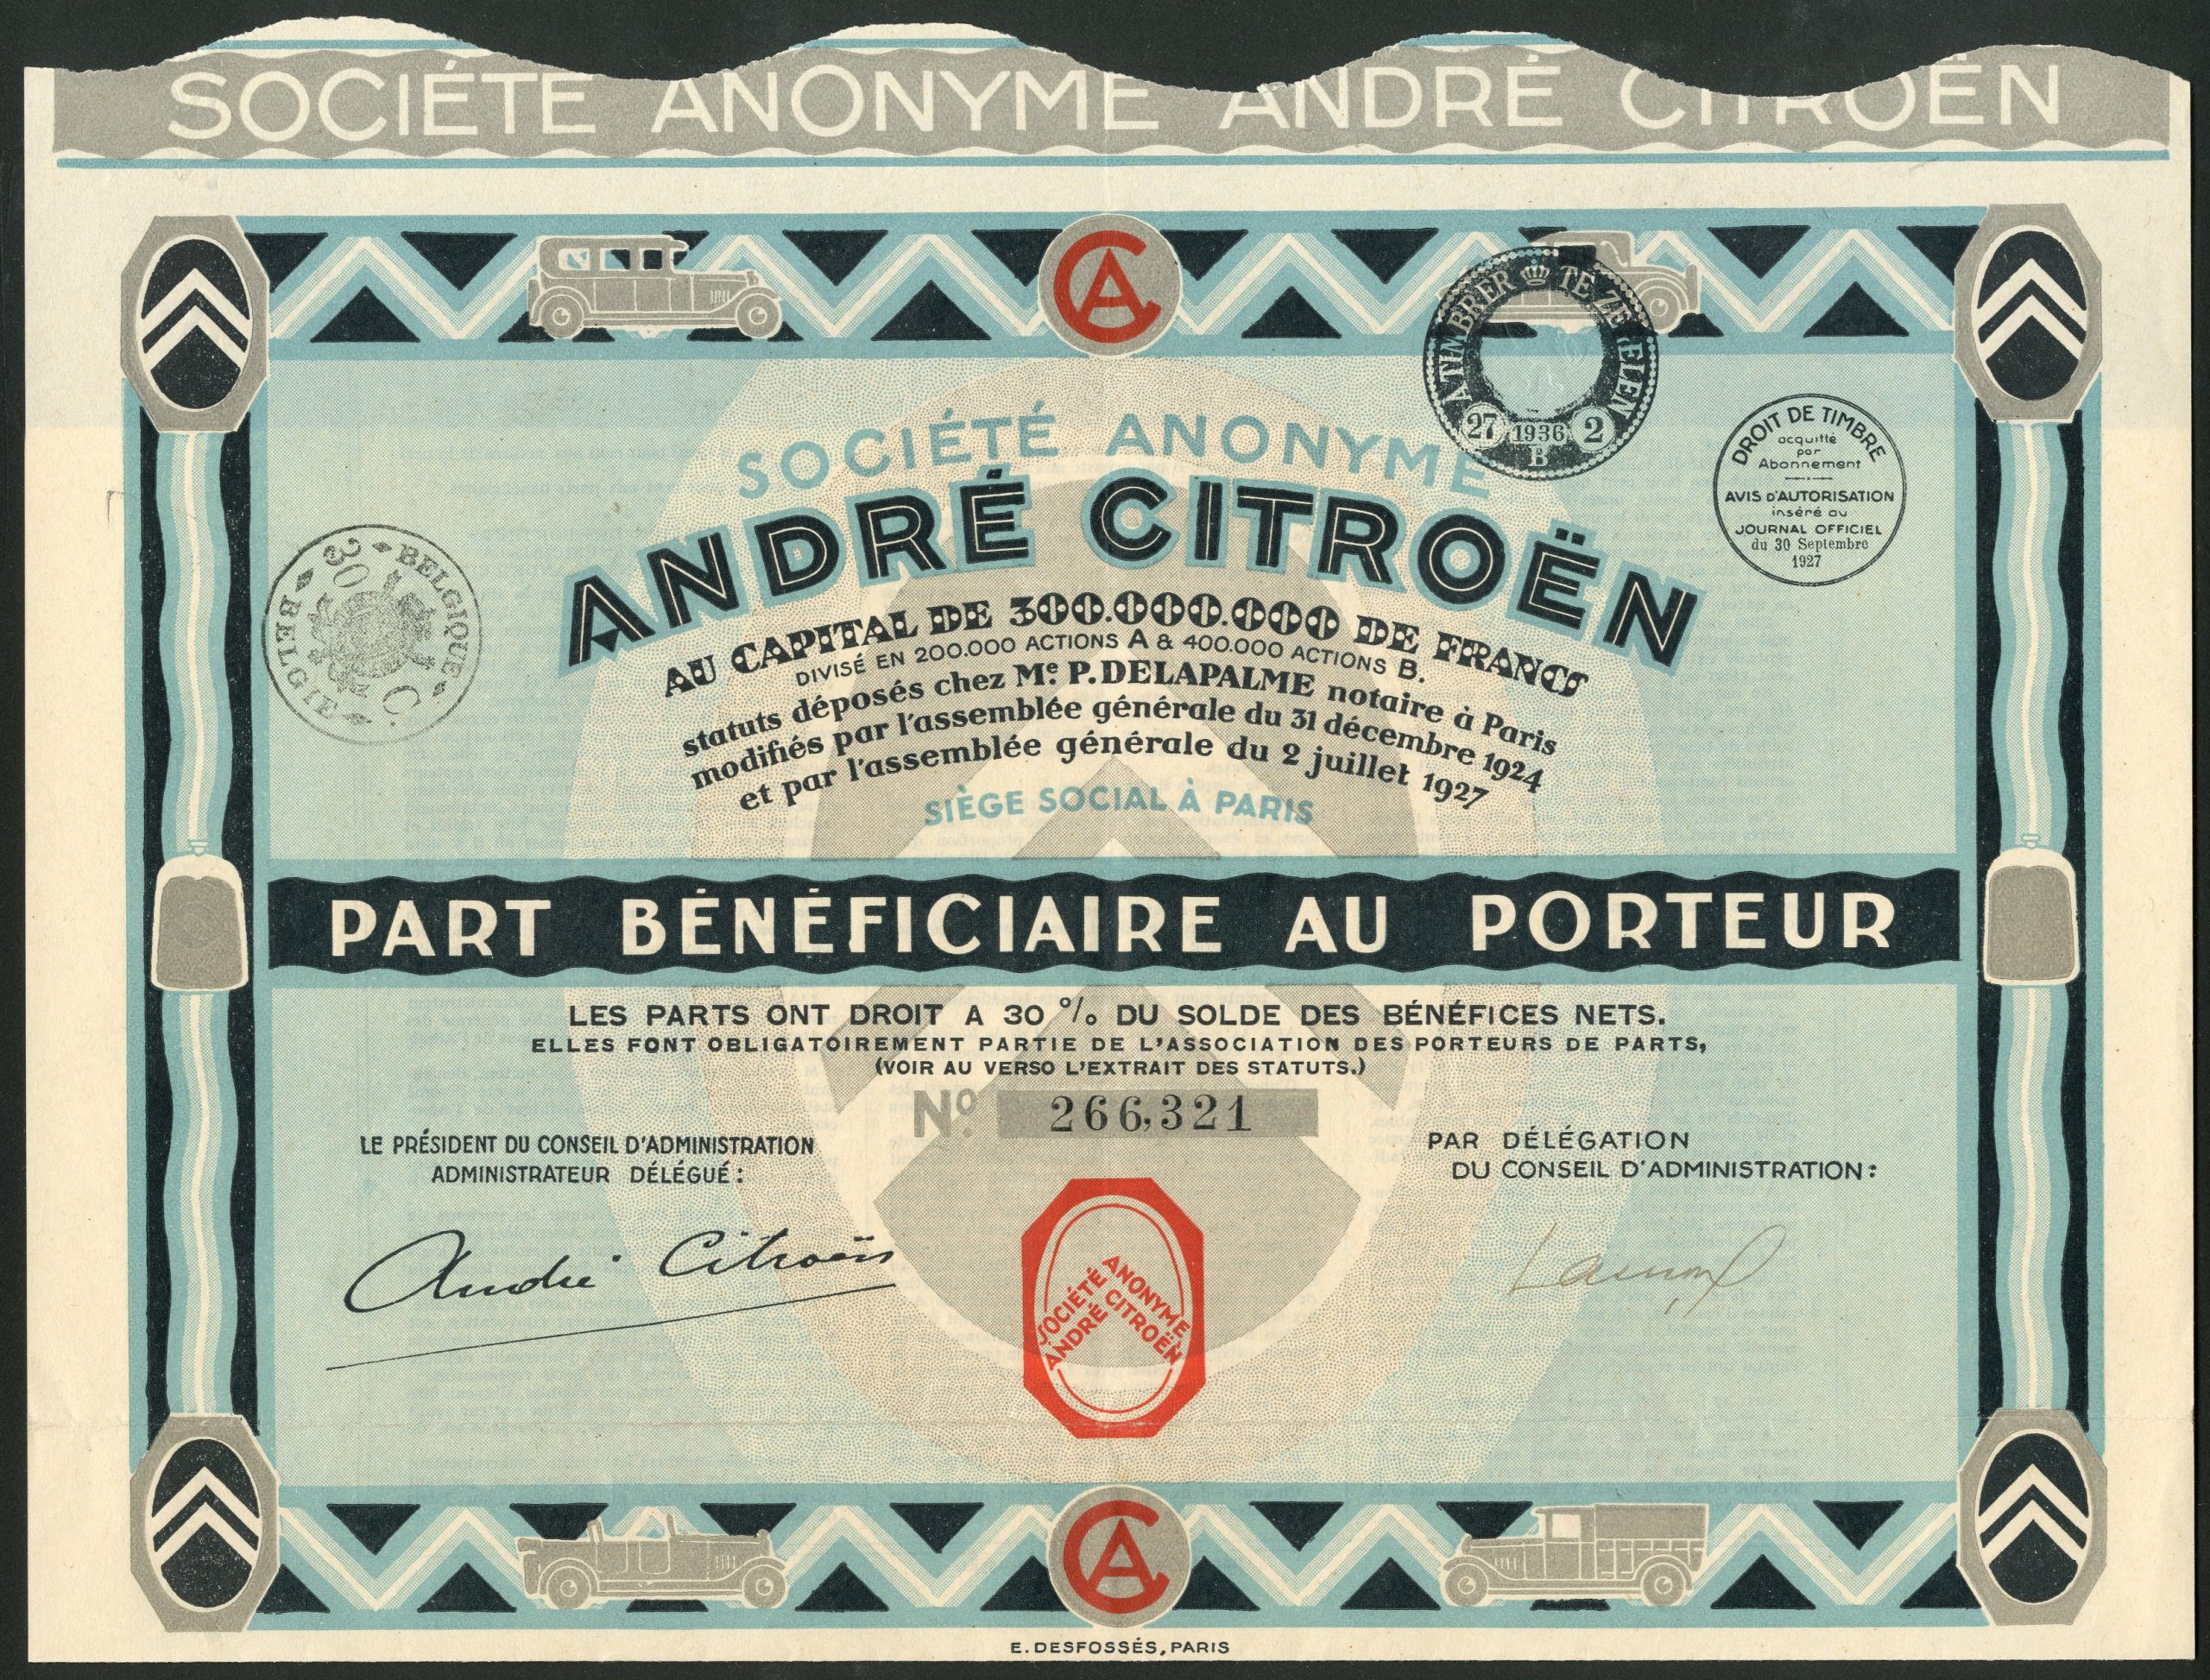 SOCIÉTÉ ANONYME ANDRÉ CITROËN
CA
A TIMBRER TE ZEGELEN
27 1936 2
B
DROIT DE TIMBRE
acquitté
par
Abonnement
AVIS D'AUTORISATION
inséré au
JOURNAL OFFICIEL
du 30 Septembre
1927
BELGIQUE
BELGIE
30 C
SOCIÉTÉ ANONYME
ANDRÉ CITROËN
AU CAPITAL DE 300.000.000 DE FRANCS
DIVISÉ EN 200.000 ACTIONS A & 400.000 ACTIONS B.
statuts déposés chez Me P. DELAPALME notaire à Paris
modifiés par l'assemblée générale du 31 décembre 1924
et par l'assemblée générale du 2 juillet 1927
SIÈGE SOCIAL À PARIS
PART BÉNÉFICIAIRE AU PORTEUR
LES PARTS ONT DROIT A 30 % DU SOLDE DES BÉNÉFICES NETS.
ELLES FONT OBLIGATOIREMENT PARTIE DE L'ASSOCIATION DES PORTEURS DE PARTS,
(VOIR AU VERSO L'EXTRAIT DES STATUTS.)
No 266,321
LE PRÉSIDENT DU CONSEIL D'ADMINISTRATION
ADMINISTRATEUR DÉLÉGUÉ :
André Citroën
PAR DÉLÉGATION
DU CONSEIL D'ADMINISTRATION :
SOCIÉTÉ ANONYME
ANDRÉ CITROËN
CA
E. DESFOSSÉS, PARIS